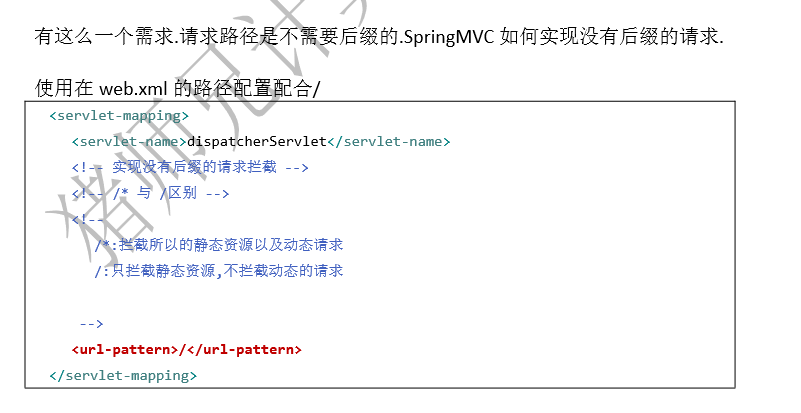 有这么一个需求.请求路径是不需要后缀的.SpringMVC 如何实现没有后缀的请求.
使用在 web.xml 的路径配置配合/
<servlet-mapping>
<servlet-name>dispatcherServlet</servlet-name>
<!-- 实现没有后缀的请求拦截 -->
<!-- /* 与 /区别 -->
<!--
/*:拦截所以的静态资源以及动态请求
/:只拦截静态资源,不拦截动态的请求
-->
<url-pattern>/</url-pattern>
</servlet-mapping>
猪师兄计